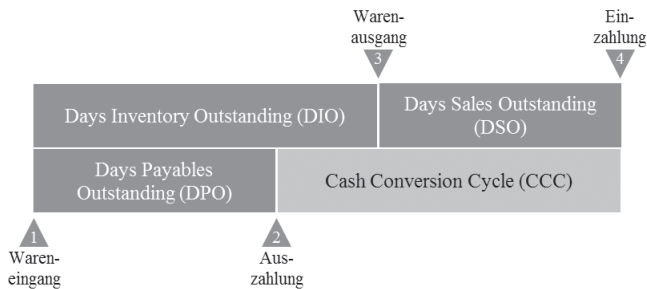 Waren-
ausgang
3
Ein-
zahlung
4
Days Inventory Outstanding (DIO)
Days Sales Outstanding
(DSO)
Days Payables
Outstanding (DPO)
Cash Conversion Cycle (CCC)
1
Waren-
eingang
2
Aus-
zahlung